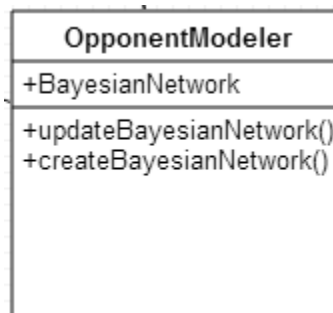 OpponentModeler
+BayesianNetwork
+updateBayesianNetwork()
+createBayesianNetwork()